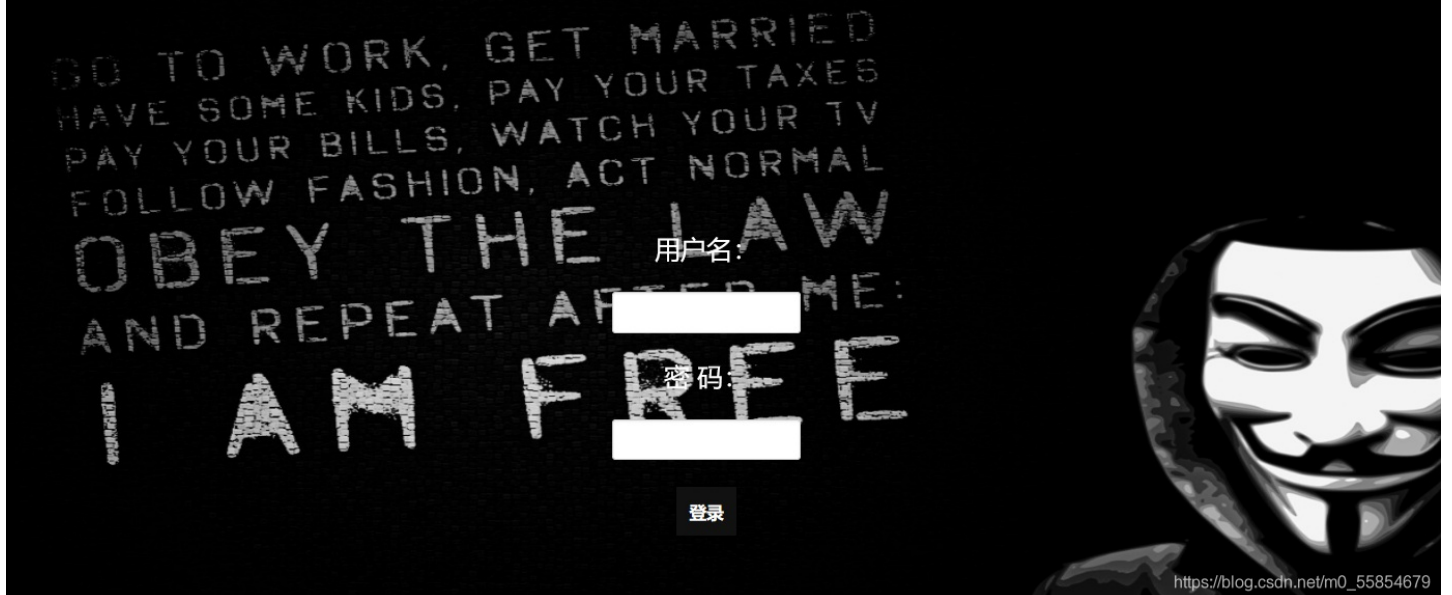 GO TO WORK, GET MARRIED
HAVE SOME KIDS, PAY YOUR TAXES
PAY YOUR BILLS, WATCH YOUR TV
FOLLOW FASHION, ACT NORMAL
OBEY THE LAW
AND REPEAT AFTER ME:
I AM FREE
用户名：
密 码：
登录
https://blog.csdn.net/m0_55854679